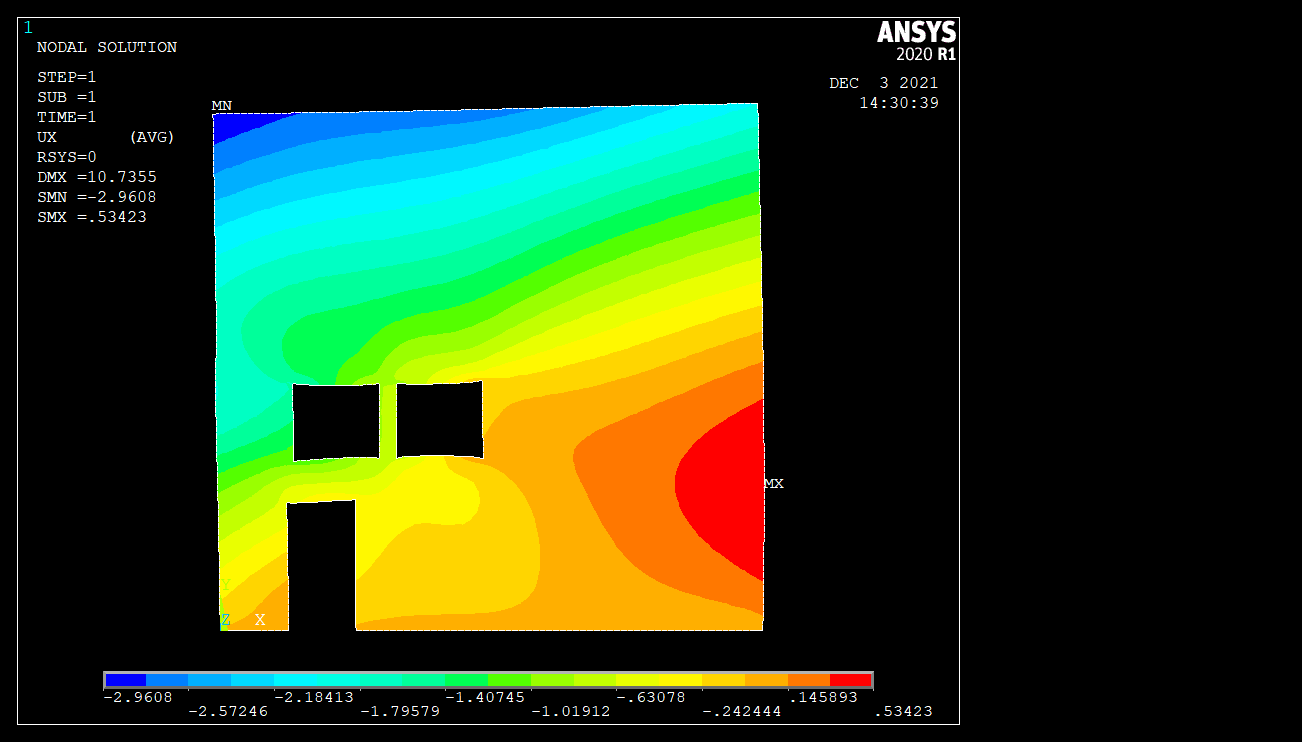 1
ANSYS
2020 R1
NODAL SOLUTION
STEP=1
SUB =1
TIME=1
UX (AVG)
RSYS=0
DMX =10.7355
SMN =-2.9608
SMX =.53423
DEC 3 2021
14:30:39
MN
MX
Y
Z X
-2.9608 -2.18413 -1.40745 -.63078 .145893
-2.57246 -1.79579 -1.01912 -.242444 .53423